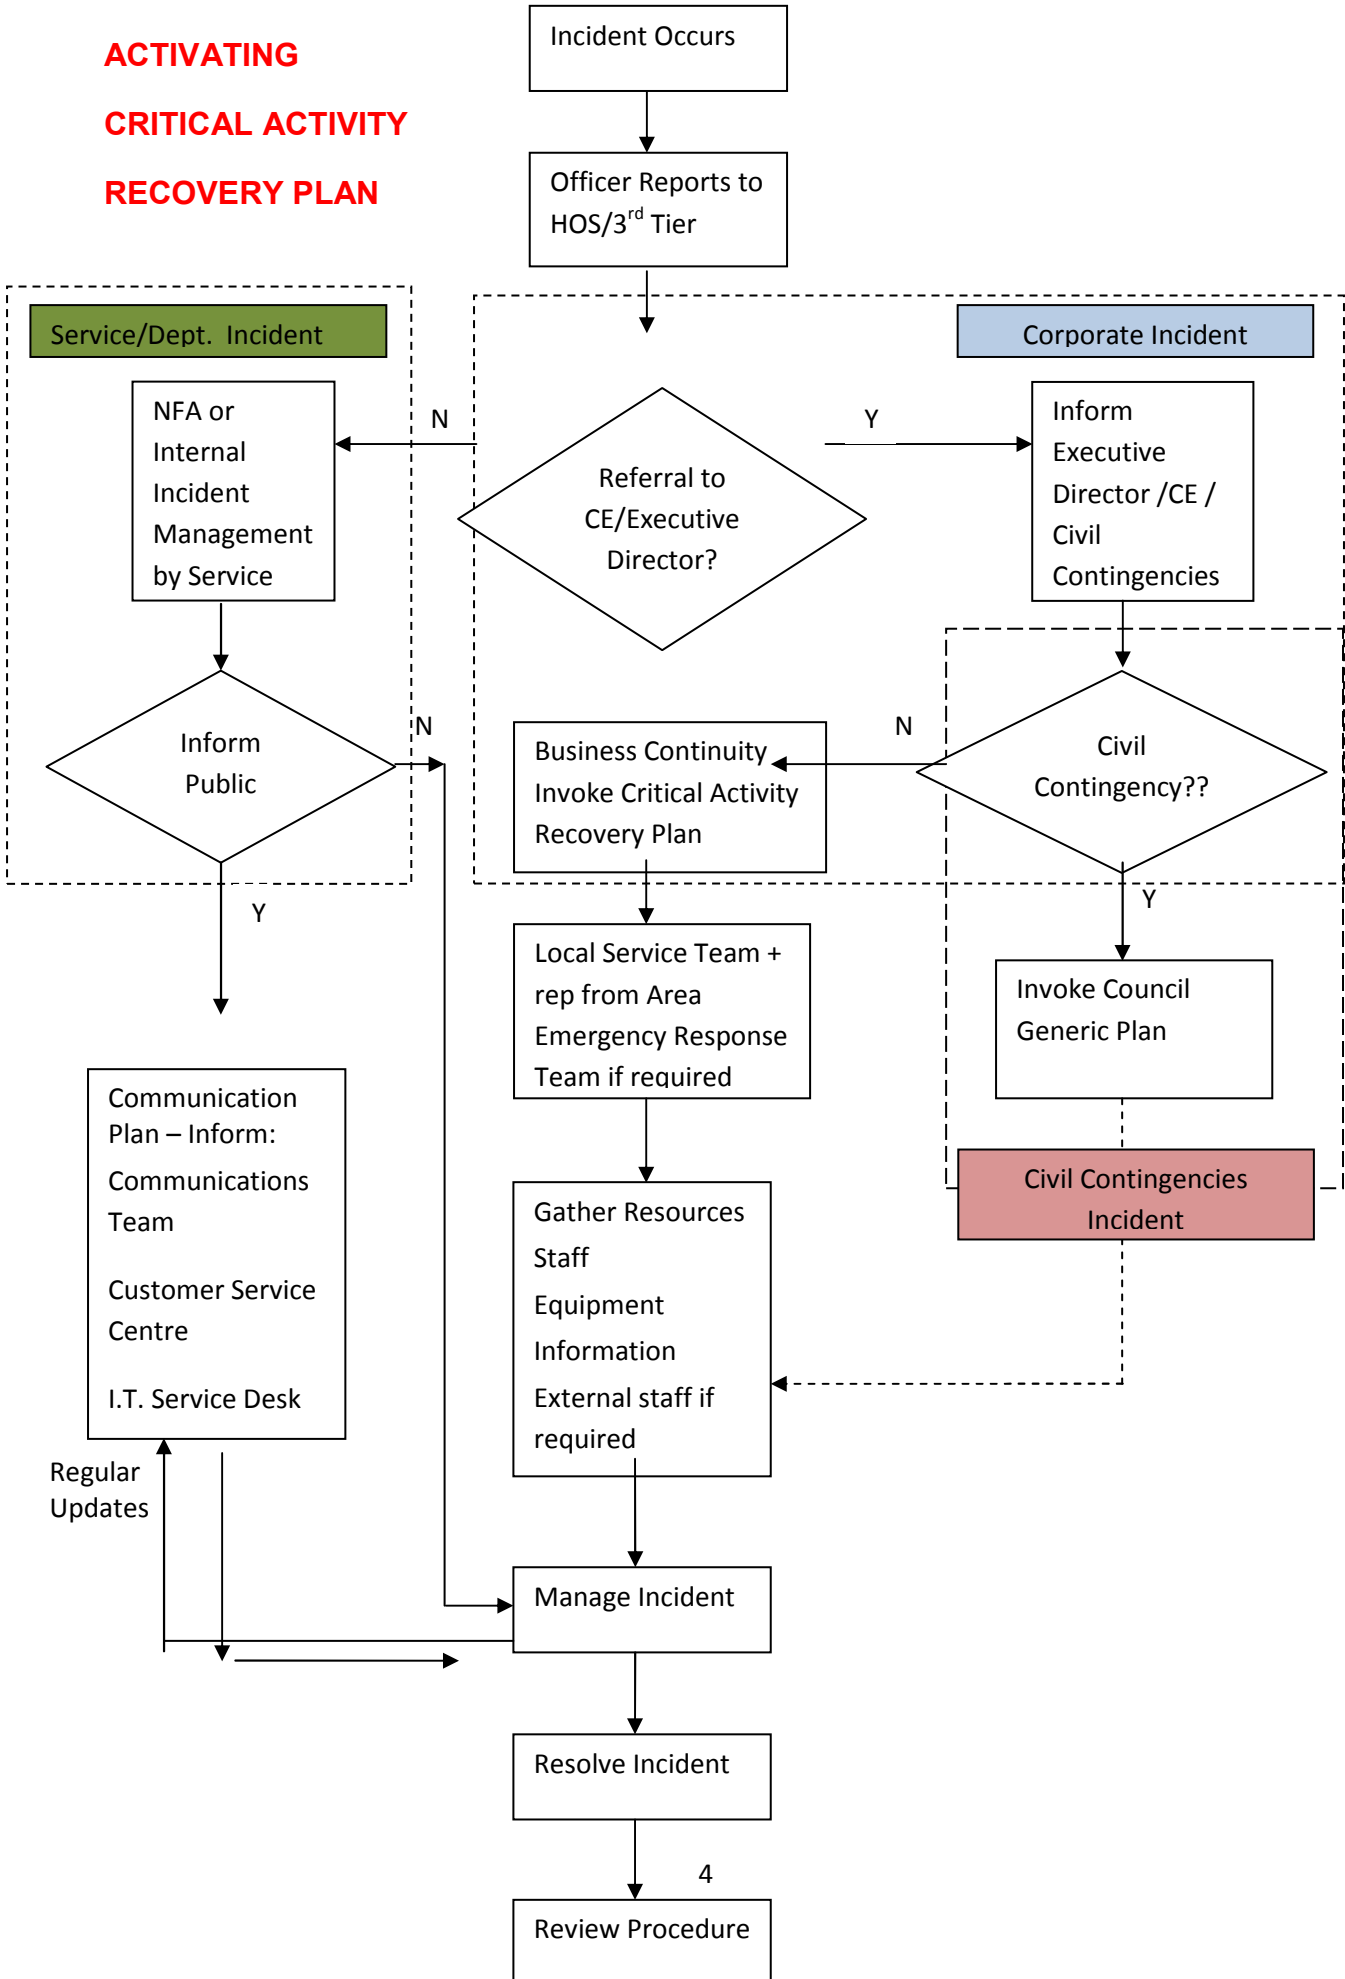 ACTIVATING
CRITICAL ACTIVITY
RECOVERY PLAN
Incident Occurs
Officer Reports to
HOS/3rd Tier
Service/Dept. Incident
Corporate Incident
NFA or
Internal
Incident
Management
by Service
N
Referral to
CE/Executive
Director?
Y
Inform
Executive
Director /CE /
Civil
Contingencies
Inform
Public
N
Business Continuity
Invoke Critical Activity
Recovery Plan
N
Civil
Contingency??
Y
Y
Local Service Team +
rep from Area
Emergency Response
Team if required
Invoke Council
Generic Plan
Communication
Plan – Inform:
Communications
Team
Customer Service
Centre
I.T. Service Desk
Civil Contingencies
Incident
Gather Resources
Staff
Equipment
Information
External staff if
required
Regular
Updates
Manage Incident
Resolve Incident
4
Review Procedure